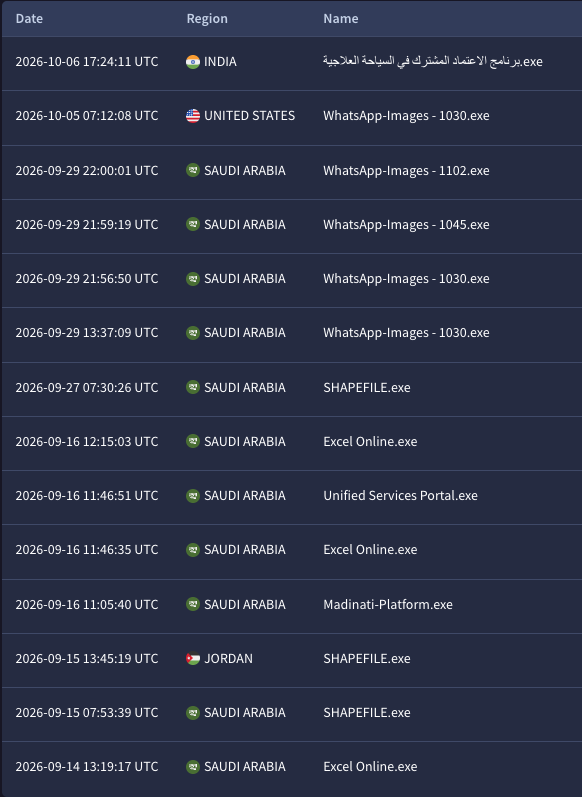 Date Region Name
2026-10-06 17:24:11 UTC INDIA برنامج الاعتماد المشترك في السياحة العلاجية.exe
2026-10-05 07:12:08 UTC UNITED STATES WhatsApp-Images - 1030.exe
2026-09-29 22:00:01 UTC SAUDI ARABIA WhatsApp-Images - 1102.exe
2026-09-29 21:59:19 UTC SAUDI ARABIA WhatsApp-Images - 1045.exe
2026-09-29 21:56:50 UTC SAUDI ARABIA WhatsApp-Images - 1030.exe
2026-09-29 13:37:09 UTC SAUDI ARABIA WhatsApp-Images - 1030.exe
2026-09-27 07:30:26 UTC SAUDI ARABIA SHAPEFILE.exe
2026-09-16 12:15:03 UTC SAUDI ARABIA Excel Online.exe
2026-09-16 11:46:51 UTC SAUDI ARABIA Unified Services Portal.exe
2026-09-16 11:46:35 UTC SAUDI ARABIA Excel Online.exe
2026-09-16 11:05:40 UTC SAUDI ARABIA Madinati-Platform.exe
2026-09-15 13:45:19 UTC JORDAN SHAPEFILE.exe
2026-09-15 07:53:39 UTC SAUDI ARABIA SHAPEFILE.exe
2026-09-14 13:19:17 UTC SAUDI ARABIA Excel Online.exe